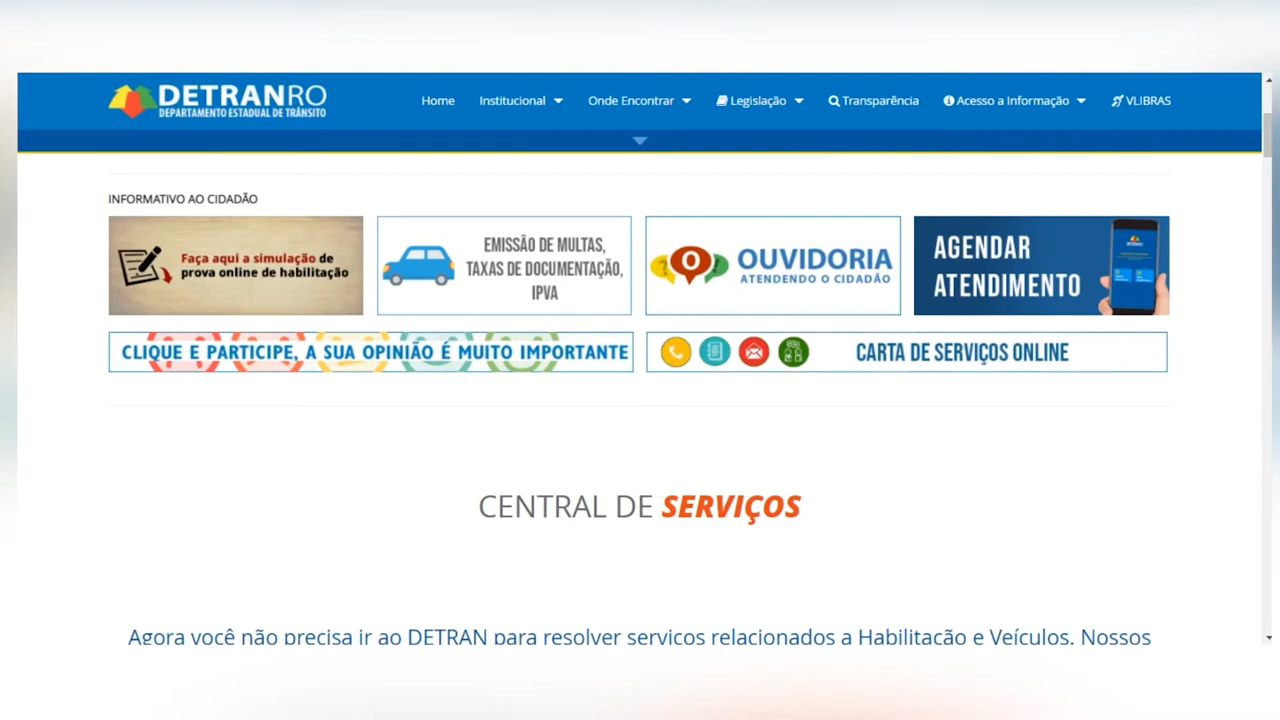 DETRANRO
DEPARTAMENTO ESTADUAL DE TRÂNSITO
Home
Institucional
Onde Encontrar
Legislação
Transparência
Acesso a Informação
VLIBRAS
INFORMATIVO AO CIDADÃO
Faça aqui a simulação de
prova online de habilitação
EMISSÃO DE MULTAS,
TAXAS DE DOCUMENTAÇÃO,
IPVA
OUVIDORIA
ATENDENDO O CIDADÃO
AGENDAR
ATENDIMENTO
CLIQUE E PARTICIPE, A SUA OPINIÃO É MUITO IMPORTANTE
CARTA DE SERVIÇOS ONLINE
CENTRAL DE SERVIÇOS
Agora você não precisa ir ao DETRAN para resolver serviços relacionados a Habilitação e Veículos. Nossos